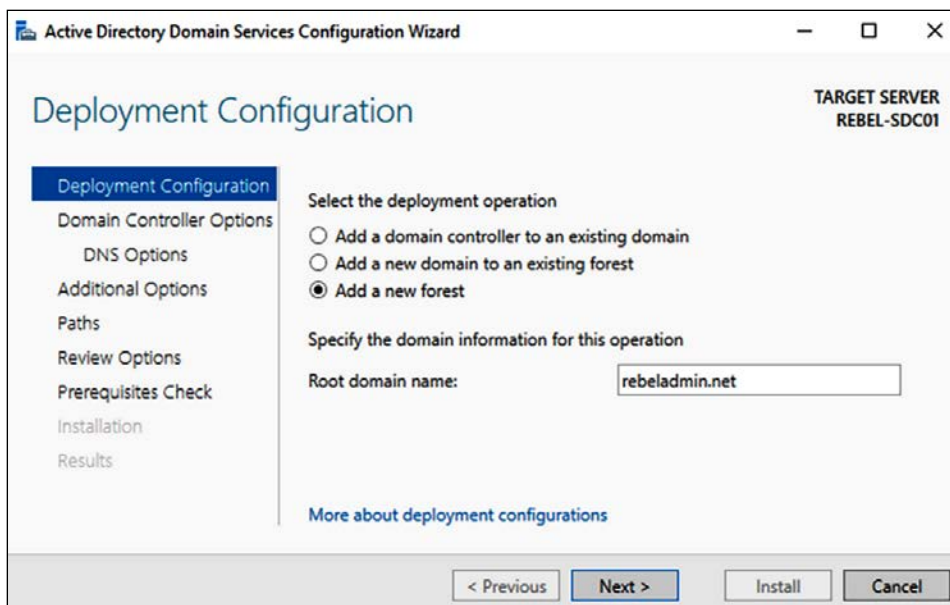 Active Directory Domain Services Configuration Wizard
Deployment Configuration
TARGET SERVER
REBEL-SDC01
Deployment Configuration
Domain Controller Options
DNS Options
Additional Options
Paths
Review Options
Prerequisites Check
Installation
Results
Select the deployment operation
Add a domain controller to an existing domain
Add a new domain to an existing forest
Add a new forest
Specify the domain information for this operation
Root domain name:
rebeladmin.net
More about deployment configurations
< Previous
Next >
Install
Cancel